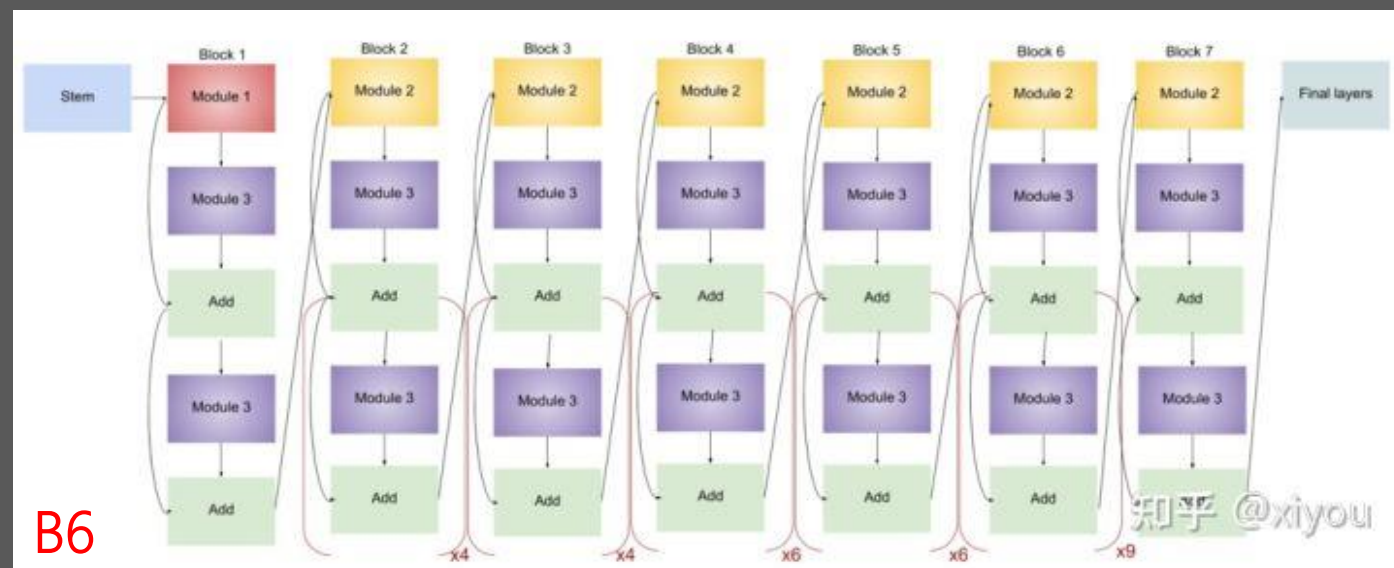 Block 1
Block 2
Block 3
Block 4
Block 5
Block 6
Block 7
Stem
Module 1
Module 2
Module 2
Module 2
Module 2
Module 2
Module 2
Final layers
Module 3
Module 3
Module 3
Module 3
Module 3
Module 3
Module 3
Add
Add
Add
Add
Add
Add
Add
Module 3
Module 3
Module 3
Module 3
Module 3
Module 3
Module 3
Add
Add
Add
Add
Add
Add
知乎 @xiyou
B6
x4
x4
x6
x6
x9